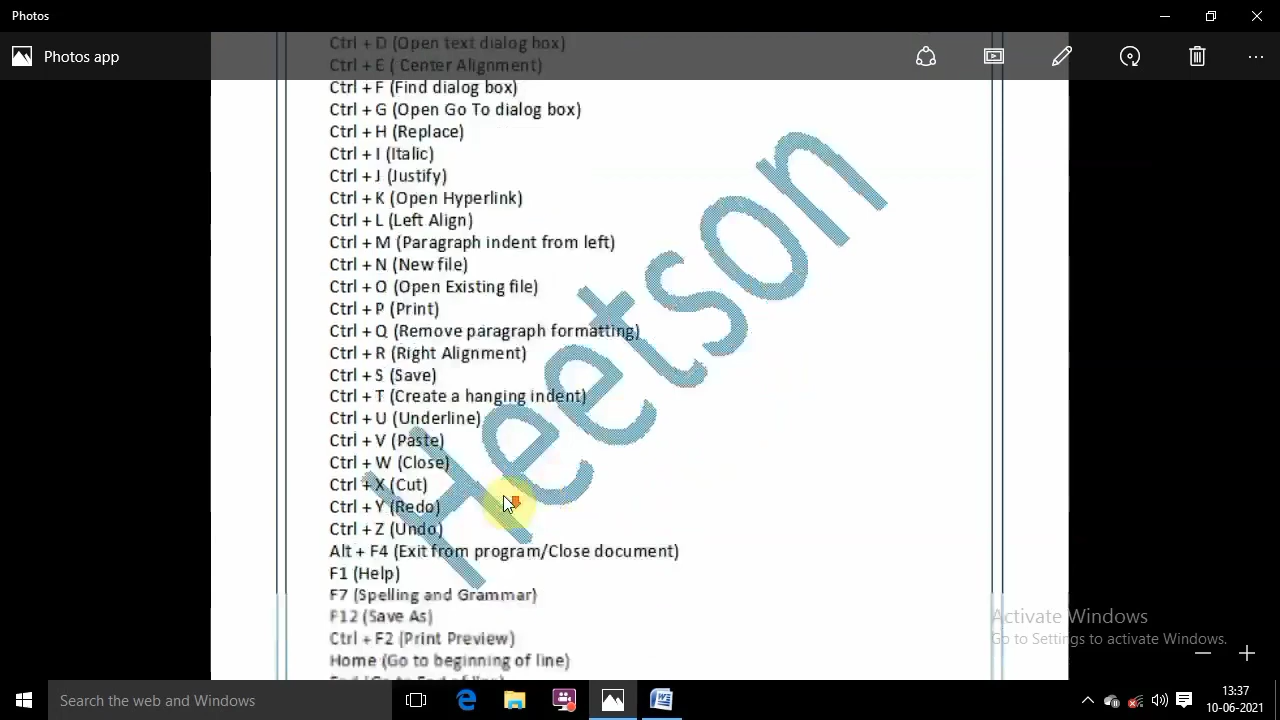 Photos
Photos app
Ctrl + D (Open text dialog box)
Ctrl + E ( Center Alignment)
Ctrl + F (Find dialog box)
Ctrl + G (Open Go To dialog box)
Ctrl + H (Replace)
Ctrl + I (Italic)
Ctrl + J (Justify)
Ctrl + K (Open Hyperlink)
Ctrl + L (Left Align)
Ctrl + M (Paragraph indent from left)
Ctrl + N (New file)
Ctrl + O (Open Existing file)
Ctrl + P (Print)
Ctrl + Q (Remove paragraph formatting)
Ctrl + R (Right Alignment)
Ctrl + S (Save)
Ctrl + T (Create a hanging indent)
Ctrl + U (Underline)
Ctrl + V (Paste)
Ctrl + W (Close)
Ctrl + X (Cut)
Ctrl + Y (Redo)
Ctrl + Z (Undo)
Alt + F4 (Exit from program/Close document)
F1 (Help)
F7 (Spelling and Grammar)
F12 (Save As)
Ctrl + F2 (Print Preview)
Home (Go to beginning of line)
End (Go to End of line)
Heetson
Activate Windows
Go to Settings to activate Windows.
Search the web and Windows
13:37
10-06-2021